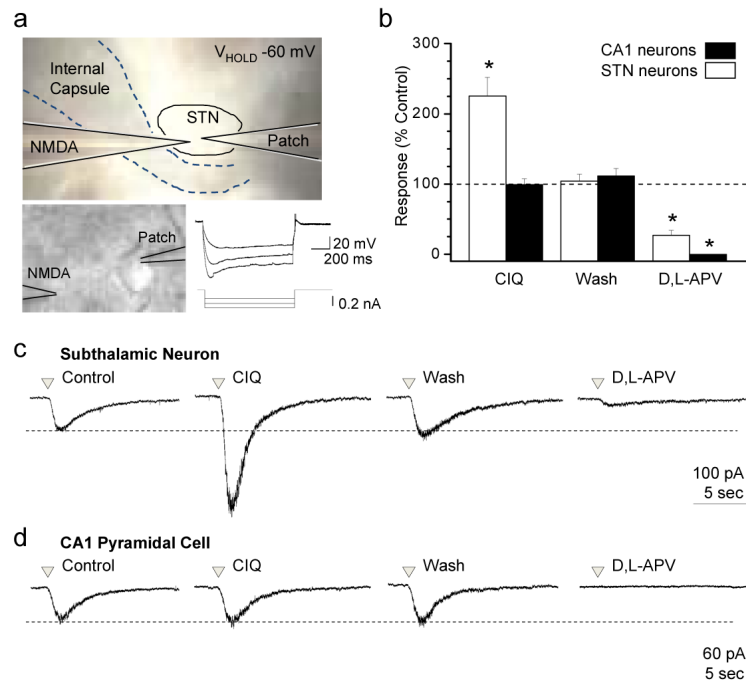 a
V HOLD -60 mV
Internal
Capsule
STN
NMDA
Patch
Patch
NMDA
20 mV
200 ms
0.2 nA
b
Response (% Control)
300
200
100
0
*
*
*
CA1 neurons
STN neurons
CIQ
Wash
D,L-APV
c
Subthalamic Neuron
Control
CIQ
Wash
D,L-APV
100 pA
5 sec
d
CA1 Pyramidal Cell
Control
CIQ
Wash
D,L-APV
60 pA
5 sec